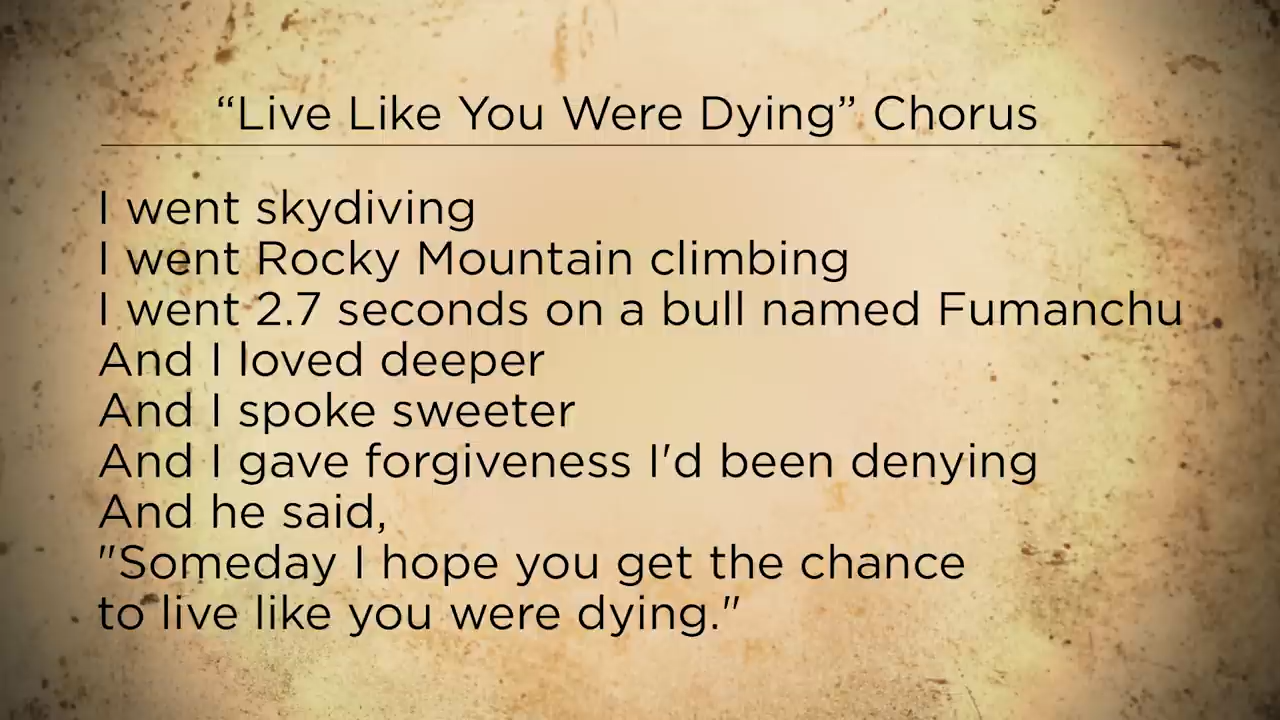 “Live Like You Were Dying” Chorus
I went skydiving
I went Rocky Mountain climbing
I went 2.7 seconds on a bull named Fumanchu
And I loved deeper
And I spoke sweeter
And I gave forgiveness I'd been denying
And he said,
"Someday I hope you get the chance
to live like you were dying."